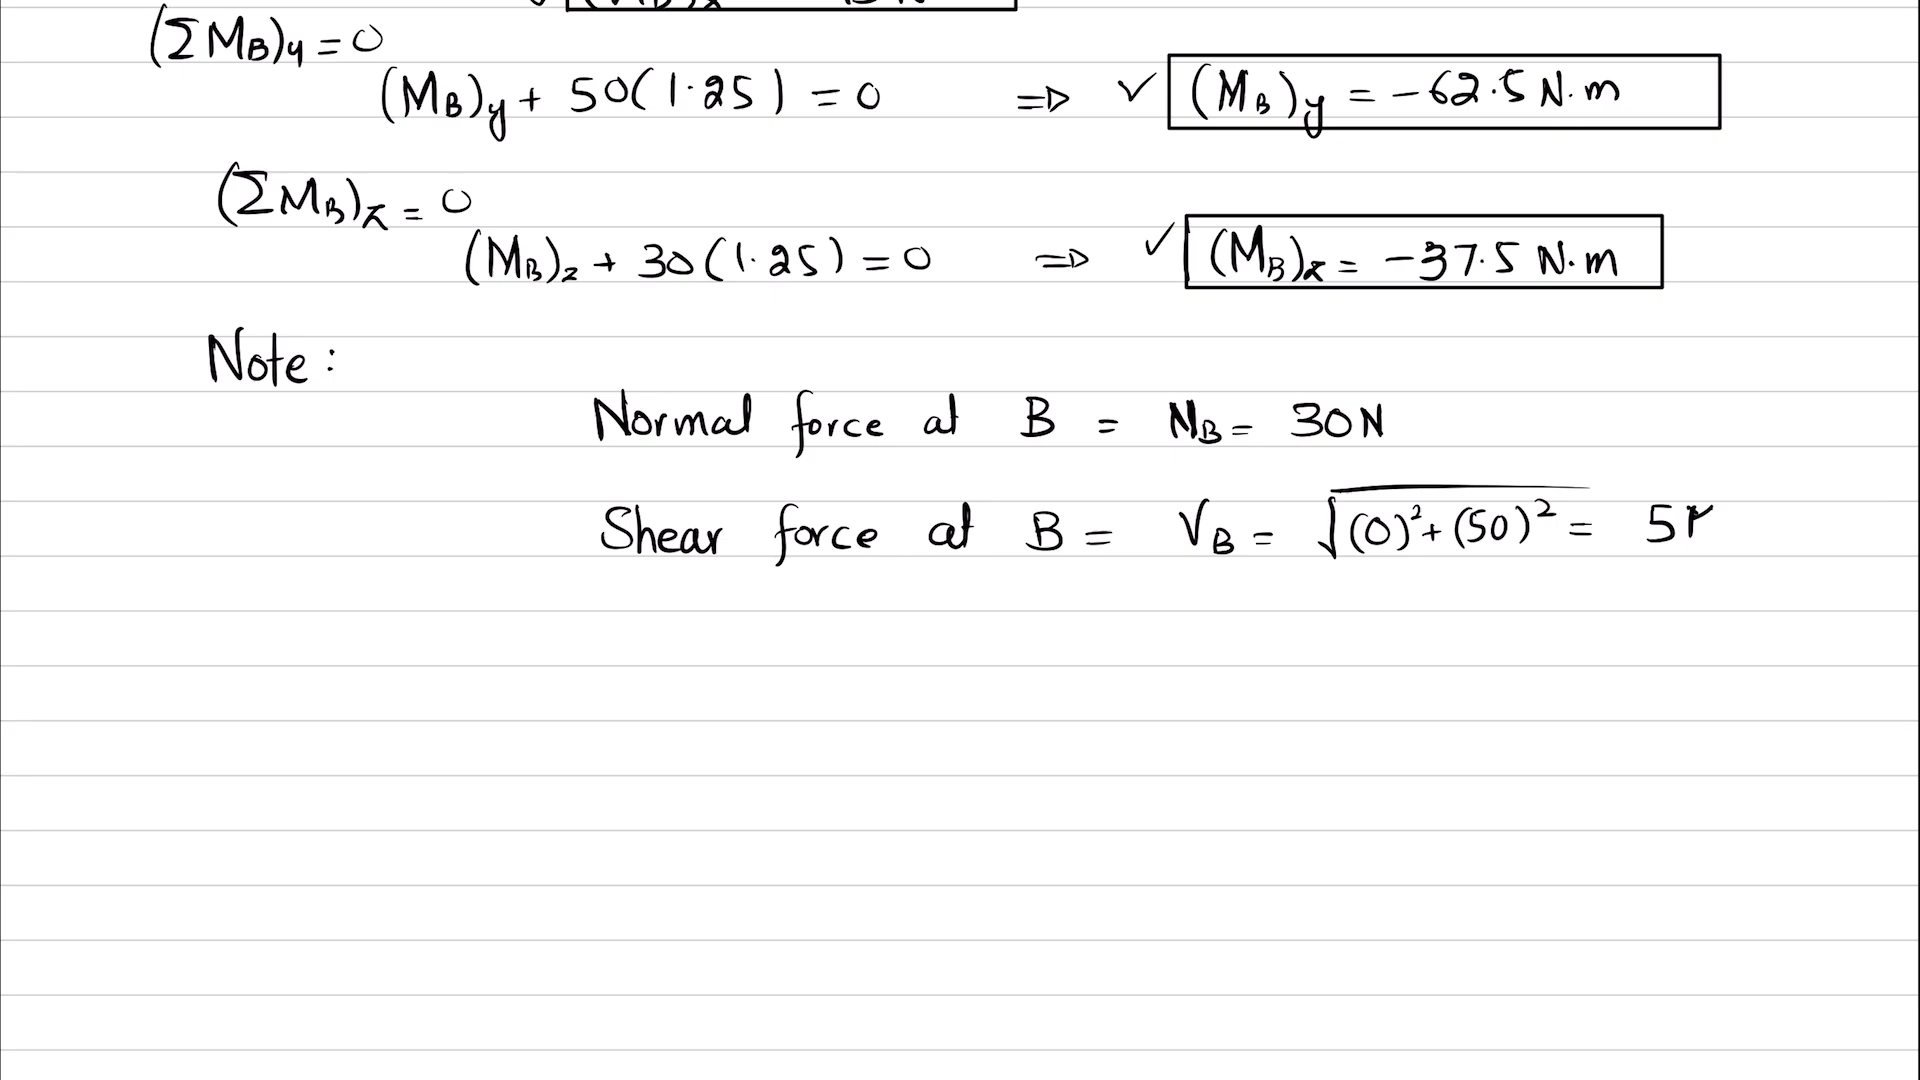 (ΣMB)y = 0
(MB)y + 50(1.25) = 0 ⇒ ✓ (MB)y = -62.5 N.m
(ΣMB)z = 0
(MB)z + 30(1.25) = 0 ⇒ ✓ (MB)z = -37.5 N.m
Note :
Normal force at B = NB = 30N
Shear force at B = VB = √(0)²+(50)² = 5